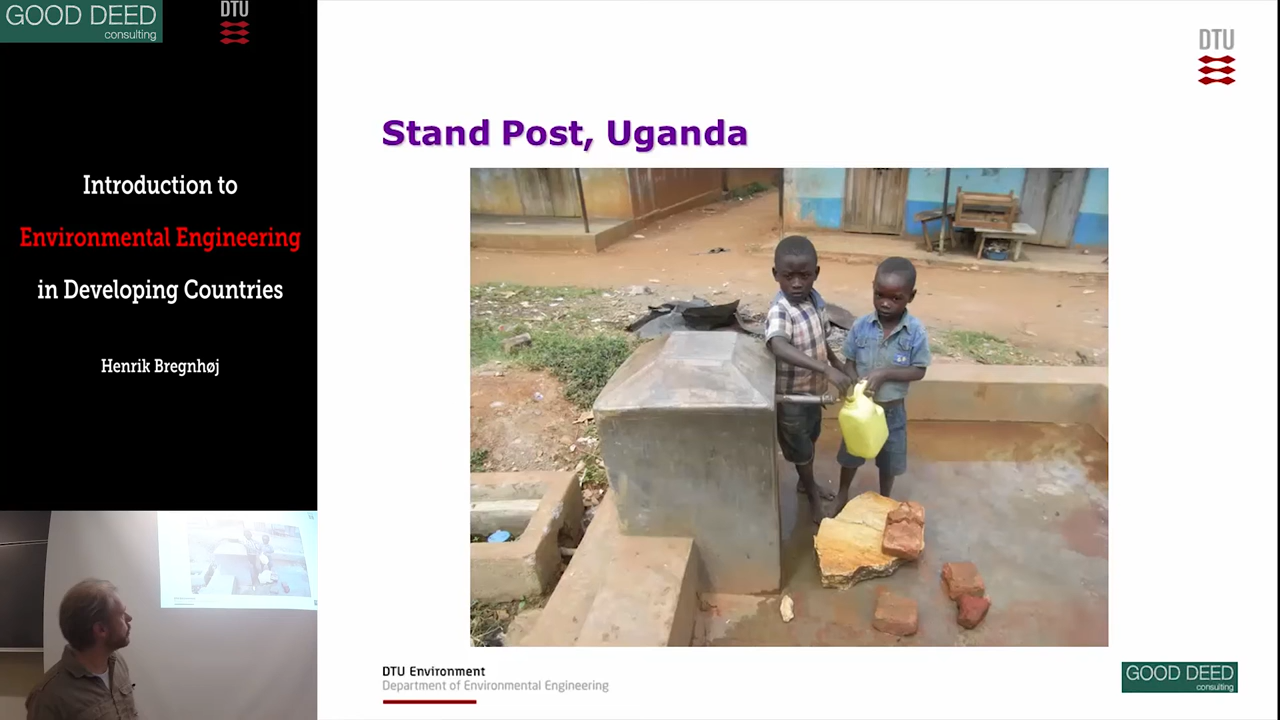 GOOD DEED
consulting
DTU
Introduction to
Environmental Engineering
in Developing Countries
Henrik Bregnhøj
DTU
Stand Post, Uganda
DTU Environment
Department of Environmental Engineering
GOOD DEED
consulting